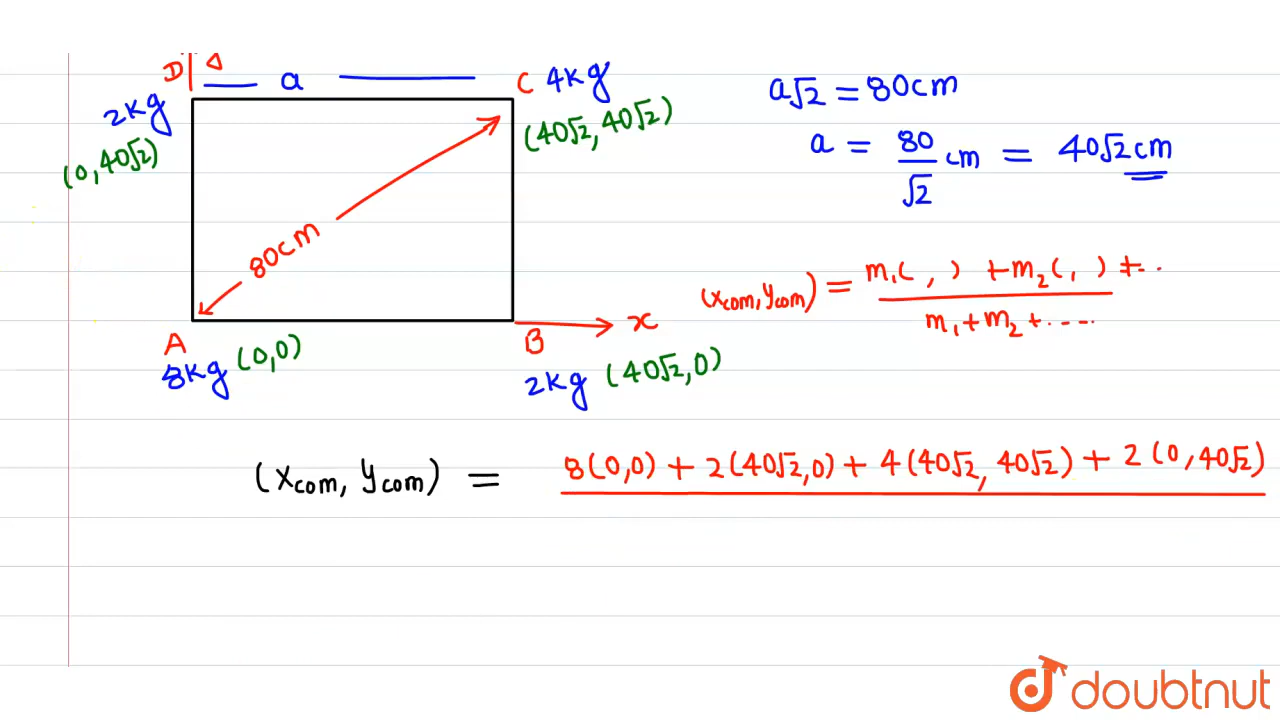 D
a
C 4kg
2kg
(0, 40√2)
(40√2, 40√2)
80cm
A
8kg (0,0)
B
x
2kg (40√2, 0)
a√2 = 80cm
a = 80/√2 cm = 40√2 cm
(xcom, ycom) = m₁( , ) + m₂( , ) + .. / m₁ + m₂ + ....
(xcom, ycom) = 8(0,0) + 2(40√2,0) + 4(40√2, 40√2) + 2(0, 40√2)
doubtnut